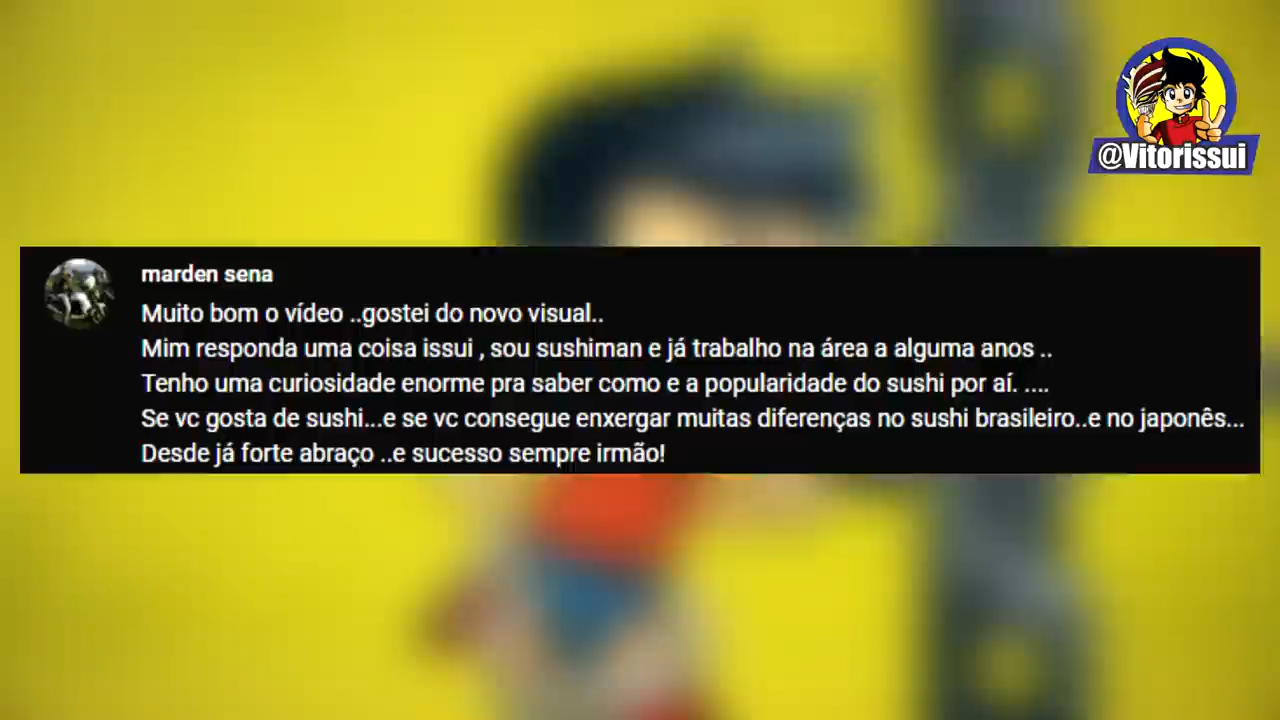 @Vitorissui
marden sena
Muito bom o vídeo ..gostei do novo visual..
Mim responda uma coisa issui , sou sushiman e já trabalho na área a alguma anos ..
Tenho uma curiosidade enorme pra saber como e a popularidade do sushi por aí. ....
Se vc gosta de sushi...e se vc consegue enxergar muitas diferenças no sushi brasileiro..e no japonês...
Desde já forte abraço ..e sucesso sempre irmão!